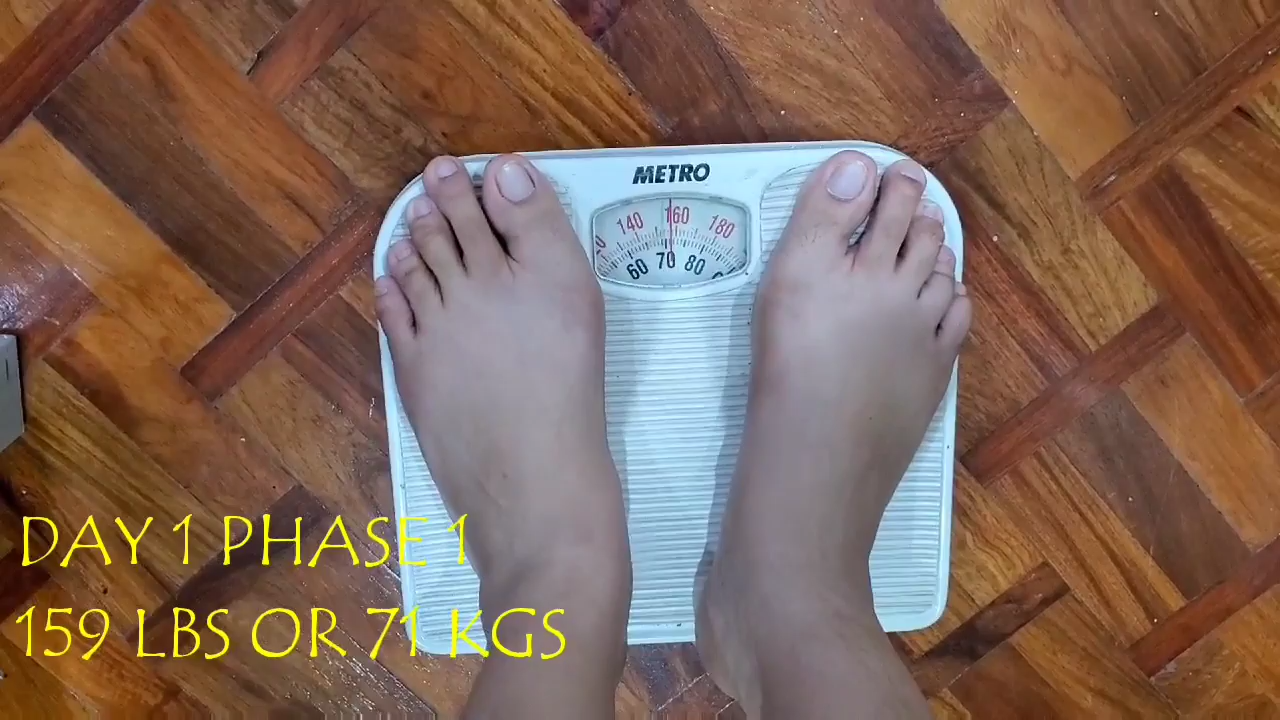 METRO
140 160 180
60 70 80
DAY 1 PHASE 1
159 LBS OR 71 KGS